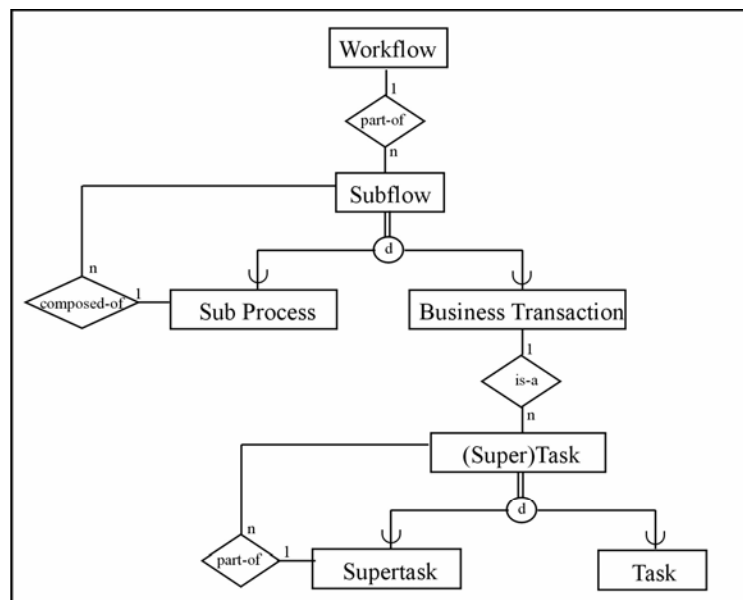 Workflow
1
part-of
n
Subflow
d
n
composed-of
1
Sub Process
Business Transaction
1
is-a
n
(Super)Task
d
n
part-of
1
Supertask
Task